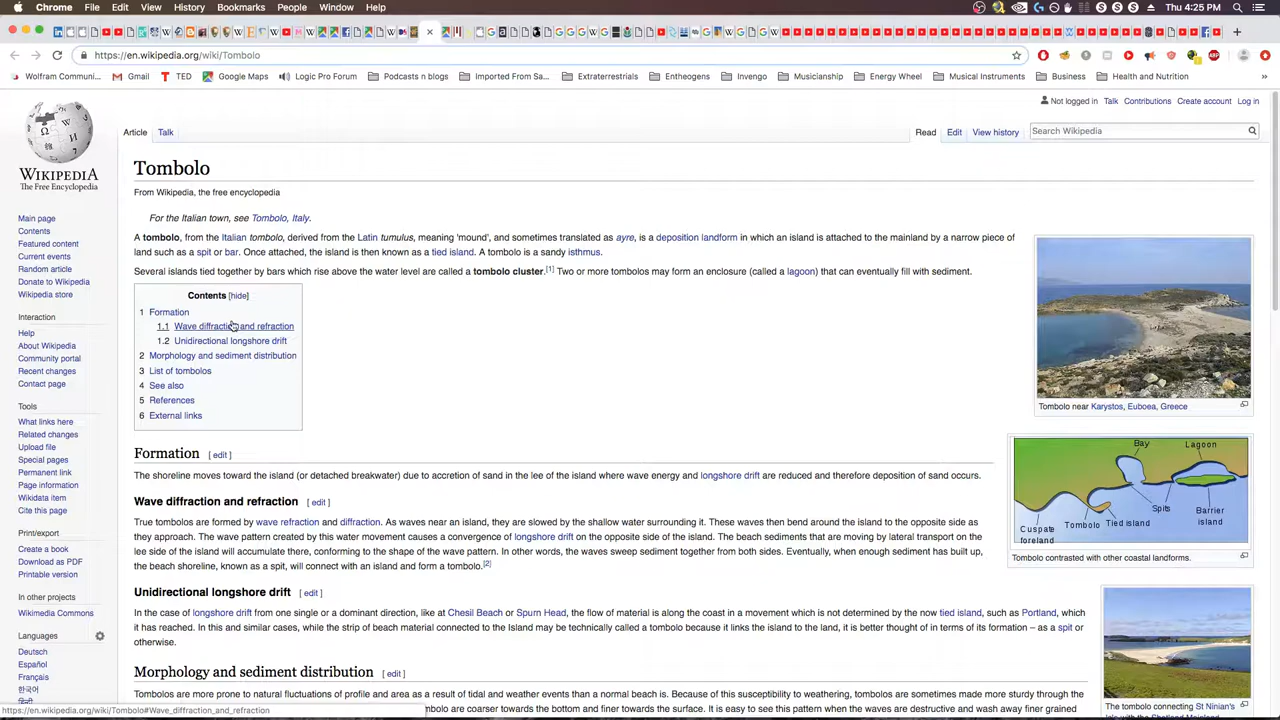 Chrome File Edit View History Bookmarks People Window Help
Thu 4:25 PM
https://en.wikipedia.org/wiki/Tombolo
Wolfram Communi... Gmail TED Google Maps Logic Pro Forum Podcasts n blogs Imported From Sa... Extraterrestrials Entheogens Invengo Musicianship Energy Wheel Musical Instruments Business Health and Nutrition
Not logged in Talk Contributions Create account Log in
Article Talk
Read Edit View history Search Wikipedia
WIKIPEDIA
The Free Encyclopedia
Main page
Contents
Featured content
Current events
Random article
Donate to Wikipedia
Wikipedia store
Interaction
Help
About Wikipedia
Community portal
Recent changes
Contact page
Tools
What links here
Related changes
Upload file
Special pages
Permanent link
Page information
Wikidata item
Cite this page
Print/export
Create a book
Download as PDF
Printable version
In other projects
Wikimedia Commons
Languages
Deutsch
Español
Français
한국어
Tombolo
From Wikipedia, the free encyclopedia
For the Italian town, see Tombolo, Italy.
A tombolo, from the Italian tombolo, derived from the Latin tumulus, meaning 'mound', and sometimes translated as ayre, is a deposition landform in which an island is attached to the mainland by a narrow piece of
land such as a spit or bar. Once attached, the island is then known as a tied island. A tombolo is a sandy isthmus.
Several islands tied together by bars which rise above the water level are called a tombolo cluster.[1] Two or more tombolos may form an enclosure (called a lagoon) that can eventually fill with sediment.
Contents [hide]
1 Formation
1.1 Wave diffraction and refraction
1.2 Unidirectional longshore drift
2 Morphology and sediment distribution
3 List of tombolos
4 See also
5 References
6 External links
Tombolo near Karystos, Euboea, Greece
Formation [ edit ]
The shoreline moves toward the island (or detached breakwater) due to accretion of sand in the lee of the island where wave energy and longshore drift are reduced and therefore deposition of sand occurs.
Wave diffraction and refraction [ edit ]
True tombolos are formed by wave refraction and diffraction. As waves near an island, they are slowed by the shallow water surrounding it. These waves then bend around the island to the opposite side as
they approach. The wave pattern created by this water movement causes a convergence of longshore drift on the opposite side of the island. The beach sediments that are moving by lateral transport on the
lee side of the island will accumulate there, conforming to the shape of the wave pattern. In other words, the waves sweep sediment together from both sides. Eventually, when enough sediment has built up,
the beach shoreline, known as a spit, will connect with an island and form a tombolo.[2]
Bay Lagoon
Spits
Cuspate foreland Tombolo Tied island Barrier island
Tombolo contrasted with other coastal landforms.
Unidirectional longshore drift [ edit ]
In the case of longshore drift from one single or a dominant direction, like at Chesil Beach or Spurn Head, the flow of material is along the coast in a movement which is not determined by the now tied island, such as Portland, which
it has reached. In this and similar cases, while the strip of beach material connected to the Island may be technically called a tombolo because it links the island to the land, it is better thought of in terms of its formation – as a spit or
otherwise.
Morphology and sediment distribution [ edit ]
Tombolos are more prone to natural fluctuations of profile and area as a result of tidal and weather events than a normal beach is. Because of this susceptibility to weathering, tombolos are sometimes made more sturdy through the
tombolo are coarser towards the bottom and finer towards the surface. It is easy to see this pattern when the waves are destructive and wash away finer grained
The tombolo connecting St Ninian's
https://en.wikipedia.org/wiki/Tombolo#Wave_diffraction_and_refraction